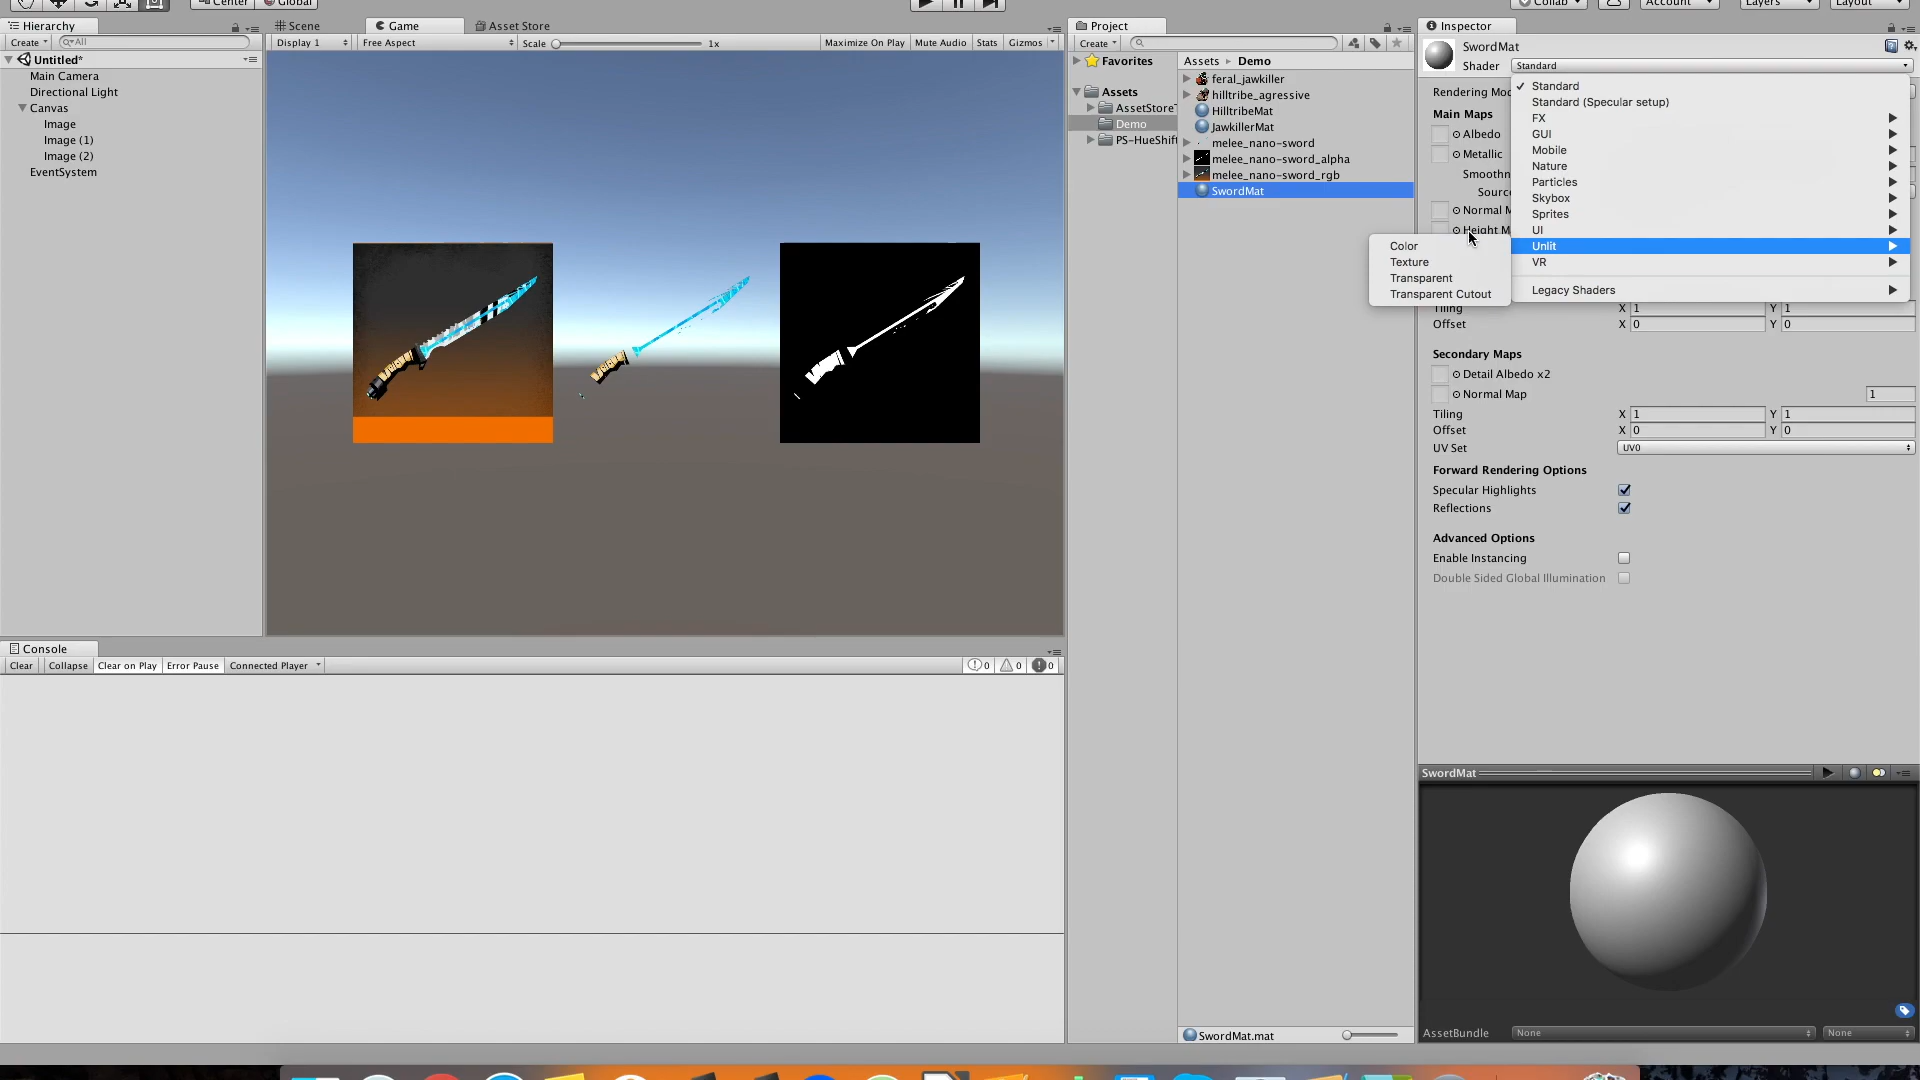 Center
Global
Collab
Account
Layers
Layout
Hierarchy
Create
All
Untitled*
Main Camera
Directional Light
Canvas
Image
Image (1)
Image (2)
EventSystem
Scene
Game
Asset Store
Display 1
Free Aspect
Scale
1x
Maximize On Play
Mute Audio
Stats
Gizmos
Project
Create
Favorites
Assets
AssetStoreT
Demo
PS-HueShift
Assets ▸ Demo
feral_jawkiller
hilltribe_agressive
HilltribeMat
JawkillerMat
melee_nano-sword
melee_nano-sword_alpha
melee_nano-sword_rgb
SwordMat
SwordMat.mat
Inspector
SwordMat
Shader
Standard
Rendering Mod
Main Maps
Albedo
Metallic
Smoothn
Sourc
Normal M
Height M
Standard
Standard (Specular setup)
FX
GUI
Mobile
Nature
Particles
Skybox
Sprites
UI
Unlit
VR
Legacy Shaders
Color
Texture
Transparent
Transparent Cutout
Tiling X 1 Y 1
Offset X 0 Y 0
Secondary Maps
Detail Albedo x2
Normal Map 1
Tiling X 1 Y 1
Offset X 0 Y 0
UV Set UV0
Forward Rendering Options
Specular Highlights
Reflections
Advanced Options
Enable Instancing
Double Sided Global Illumination
SwordMat
AssetBundle None None
Console
Clear
Collapse
Clear on Play
Error Pause
Connected Player
0
0
0